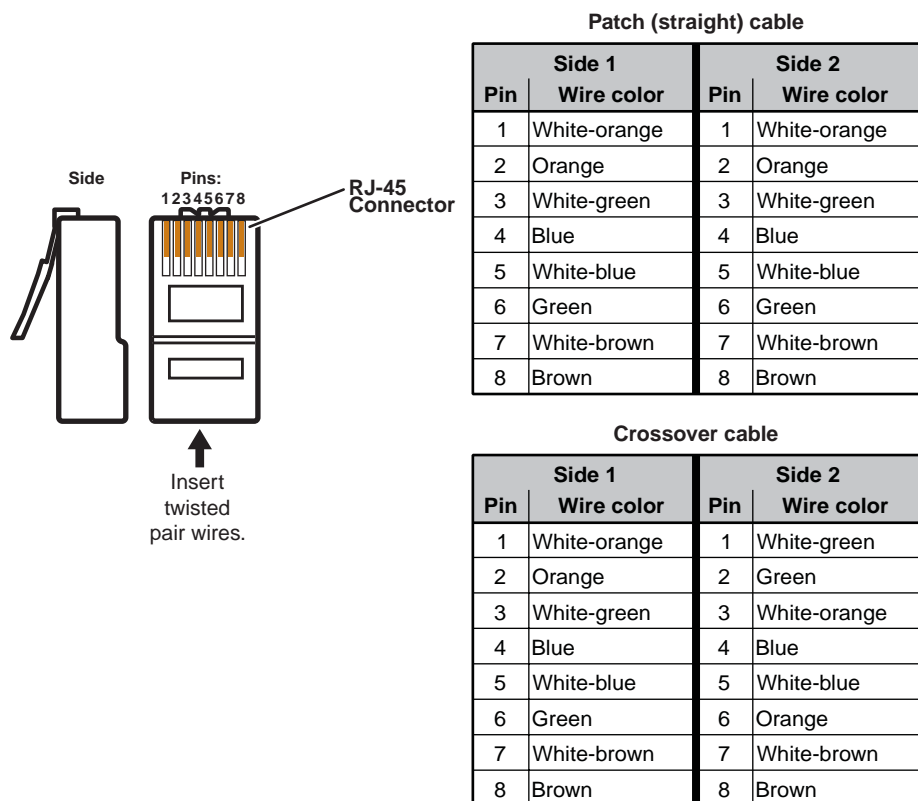 Patch (straight) cable
Side 1 Side 2
Pin Wire color Pin Wire color
1 White-orange 1 White-orange
2 Orange 2 Orange
3 White-green 3 White-green
4 Blue 4 Blue
5 White-blue 5 White-blue
6 Green 6 Green
7 White-brown 7 White-brown
8 Brown 8 Brown
Side
Pins:
12345678
RJ-45
Connector
Insert
twisted
pair wires.
Crossover cable
Side 1 Side 2
Pin Wire color Pin Wire color
1 White-orange 1 White-green
2 Orange 2 Green
3 White-green 3 White-orange
4 Blue 4 Blue
5 White-blue 5 White-blue
6 Green 6 Orange
7 White-brown 7 White-brown
8 Brown 8 Brown